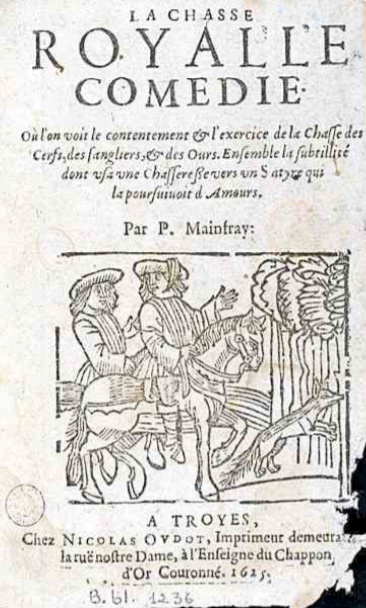 LA CHASSE
ROYALLE
COMEDIE.
Où l'on voit le contentement & l'exercice de la Chasse des
Cerfs, des sangliers, & des Ours. Ensemble la subtillité
dont vsa vne Chasseresse vers vn Satyre qui
la poursuiuoit d'Amours.
Par P. Mainfray:
A TROYES,
Chez NICOLAS OVDOT, Imprimeur demeurant
la ruë nostre Dame, à l'Enseigne du Chappon
d'Or Couronné. 1625.
B. bl. 1236